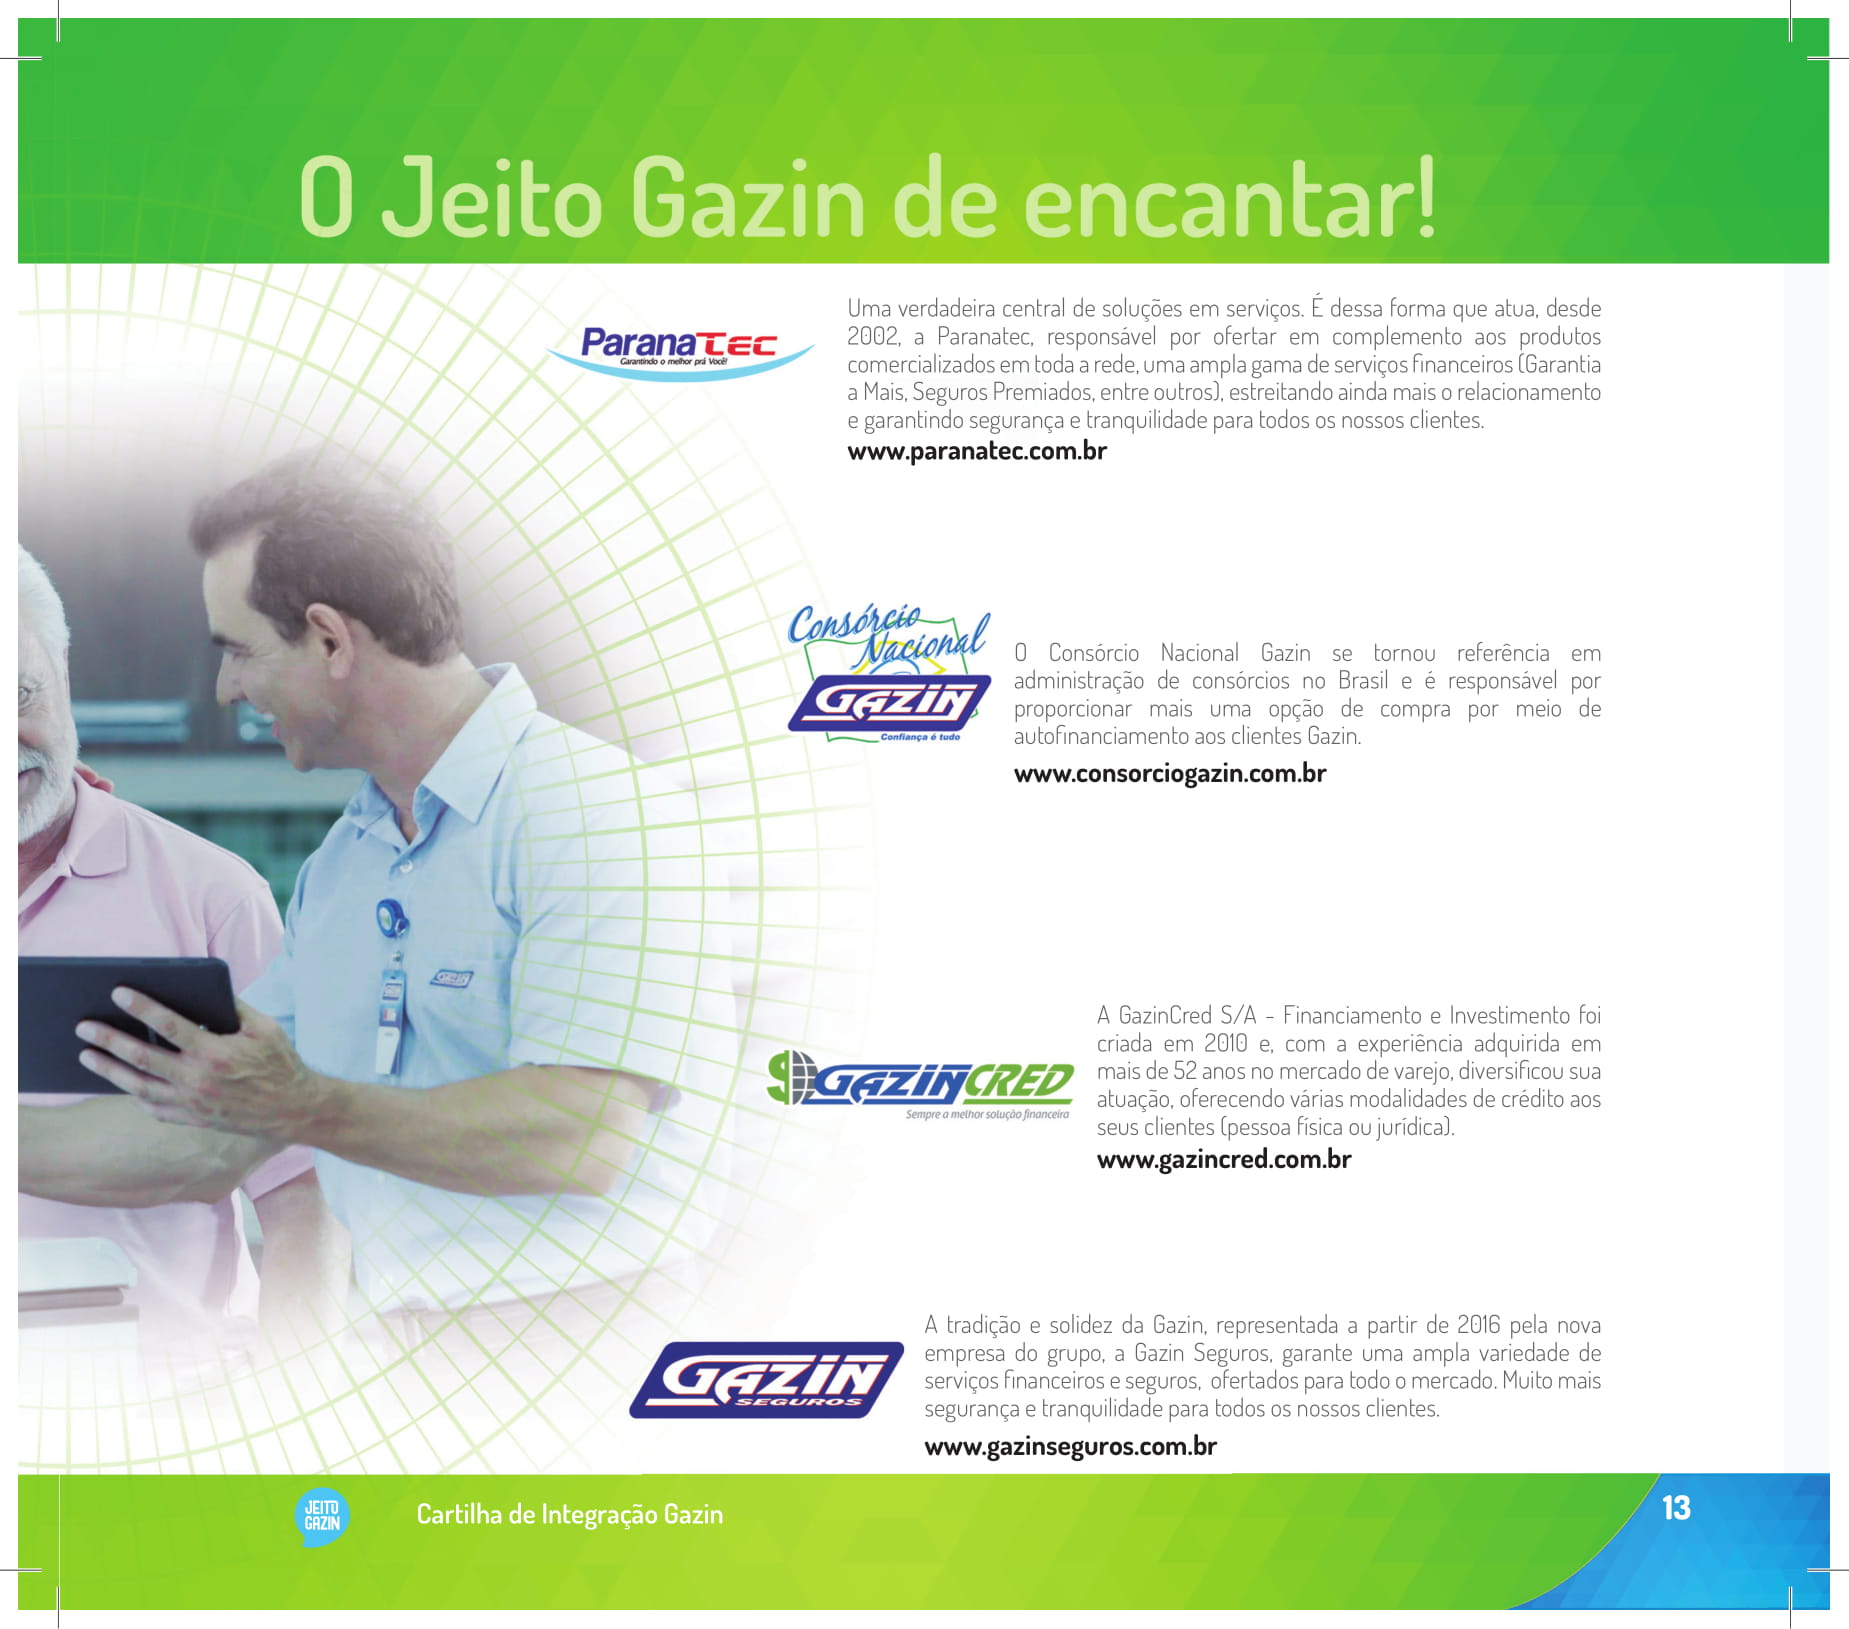 O Jeito Gazin de encantar!
ParanaTEC
Garantindo o melhor prá Você!
Uma verdadeira central de soluções em serviços. É dessa forma que atua, desde
2002, a Paranatec, responsável por ofertar em complemento aos produtos
comercializados em toda a rede, uma ampla gama de serviços financeiros (Garantia
a Mais, Seguros Premiados, entre outros), estreitando ainda mais o relacionamento
e garantindo segurança e tranquilidade para todos os nossos clientes.
www.paranatec.com.br
Consórcio
Nacional
GAZIN
Confiança é tudo
O Consórcio Nacional Gazin se tornou referência em
administração de consórcios no Brasil e é responsável por
proporcionar mais uma opção de compra por meio de
autofinanciamento aos clientes Gazin.
www.consorciogazin.com.br
GAZIN
GAZIN
$GAZINCRED
Sempre a melhor solução financeira
A GazinCred S/A - Financiamento e Investimento foi
criada em 2010 e, com a experiência adquirida em
mais de 52 anos no mercado de varejo, diversificou sua
atuação, oferecendo várias modalidades de crédito aos
seus clientes (pessoa física ou jurídica).
www.gazincred.com.br
GAZIN
SEGUROS
A tradição e solidez da Gazin, representada a partir de 2016 pela nova
empresa do grupo, a Gazin Seguros, garante uma ampla variedade de
serviços financeiros e seguros, ofertados para todo o mercado. Muito mais
segurança e tranquilidade para todos os nossos clientes.
www.gazinseguros.com.br
JEITO
GAZIN
Cartilha de Integração Gazin
13